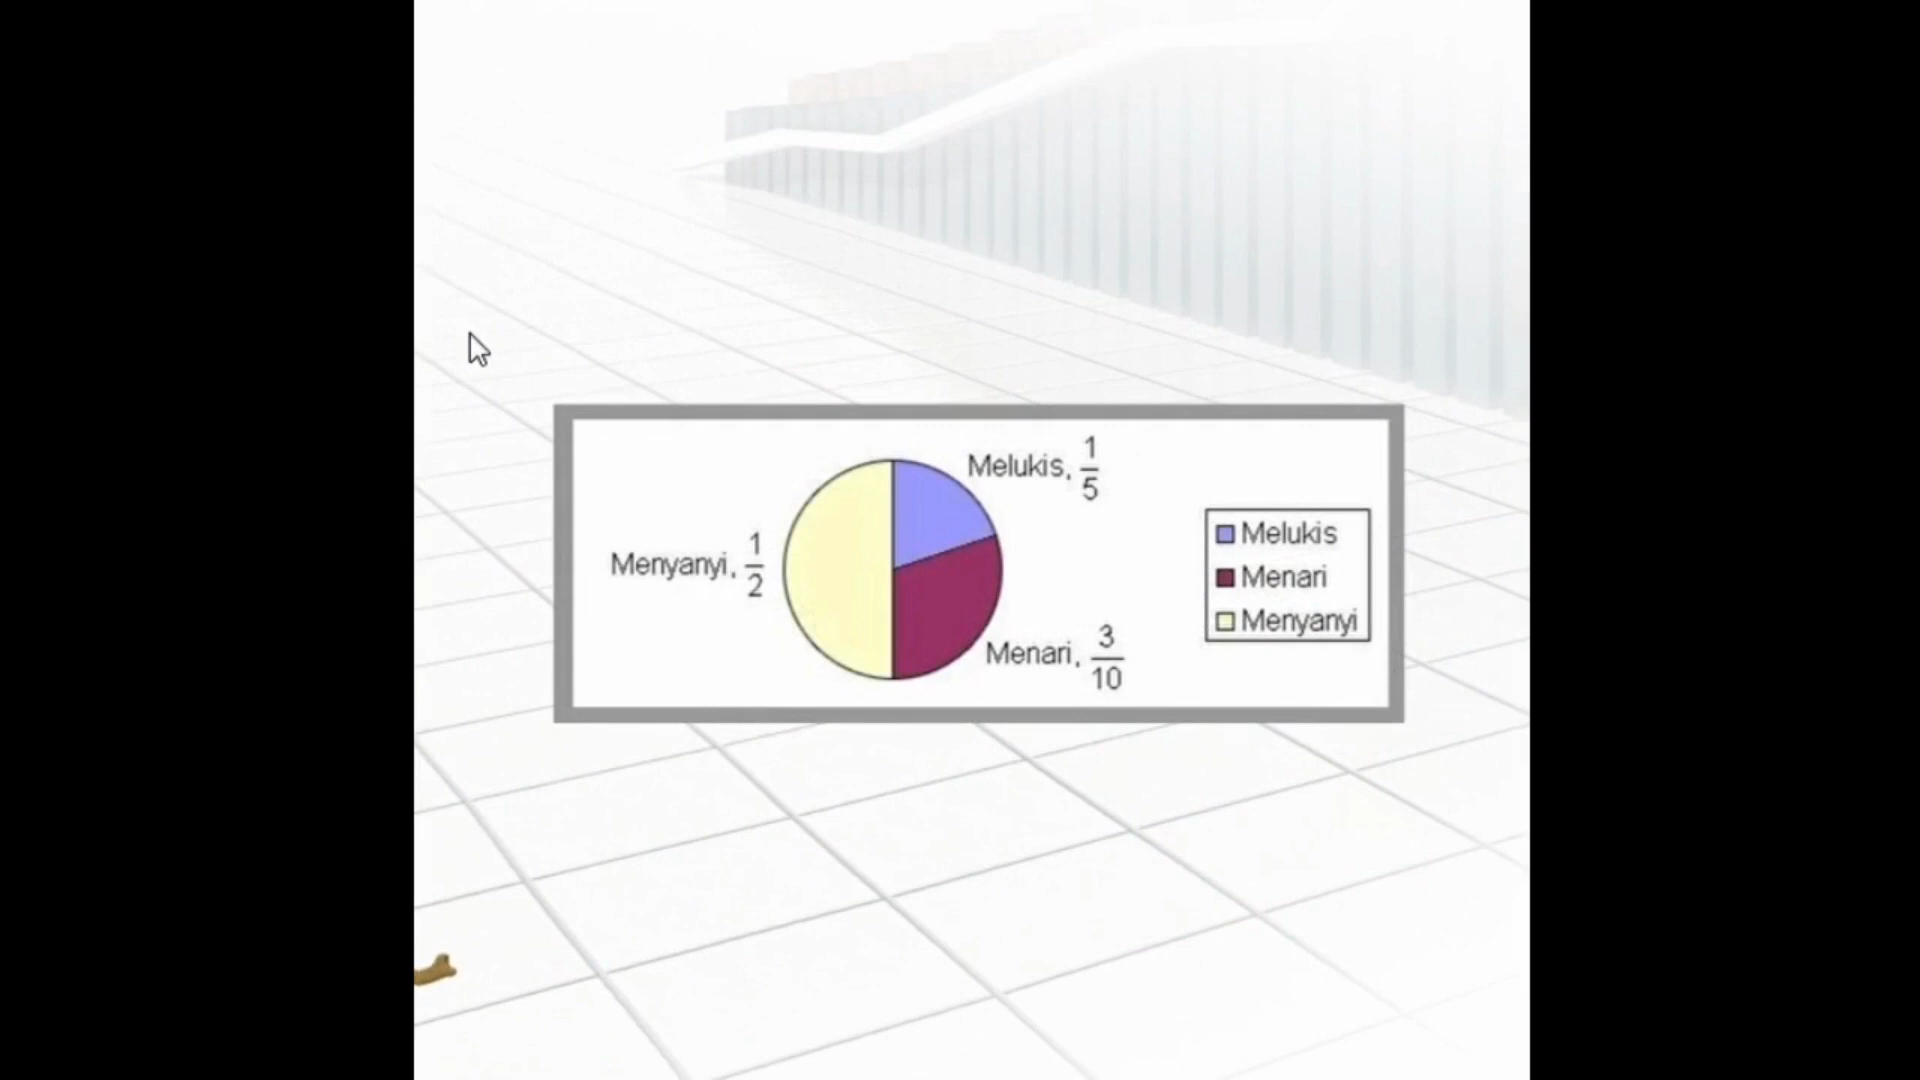 Melukis, 1/5
Menyanyi, 1/2
Menari, 3/10
Melukis
Menari
Menyanyi